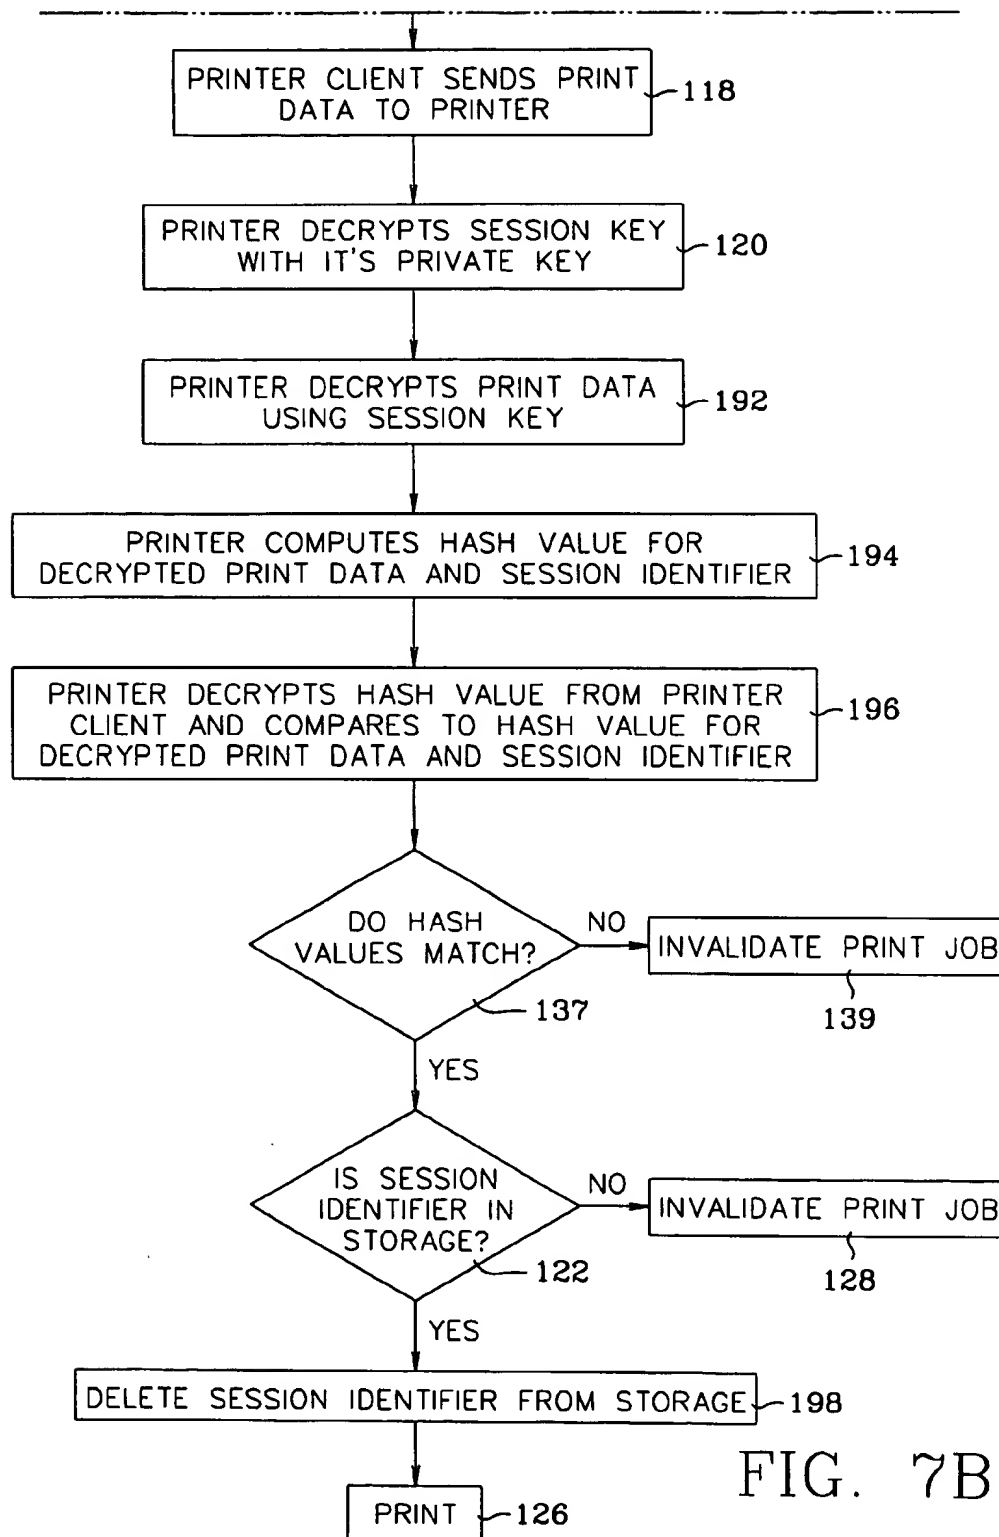 PRINTER CLIENT SENDS PRINT
DATA TO PRINTER
118
PRINTER DECRYPTS SESSION KEY
WITH IT'S PRIVATE KEY
120
PRINTER DECRYPTS PRINT DATA
USING SESSION KEY
192
PRINTER COMPUTES HASH VALUE FOR
DECRYPTED PRINT DATA AND SESSION IDENTIFIER
194
PRINTER DECRYPTS HASH VALUE FROM PRINTER
CLIENT AND COMPARES TO HASH VALUE FOR
DECRYPTED PRINT DATA AND SESSION IDENTIFIER
196
DO HASH
VALUES MATCH?
137
NO
INVALIDATE PRINT JOB
139
YES
IS SESSION
IDENTIFIER IN
STORAGE?
122
NO
INVALIDATE PRINT JOB
128
YES
DELETE SESSION IDENTIFIER FROM STORAGE
198
PRINT
126
FIG. 7B